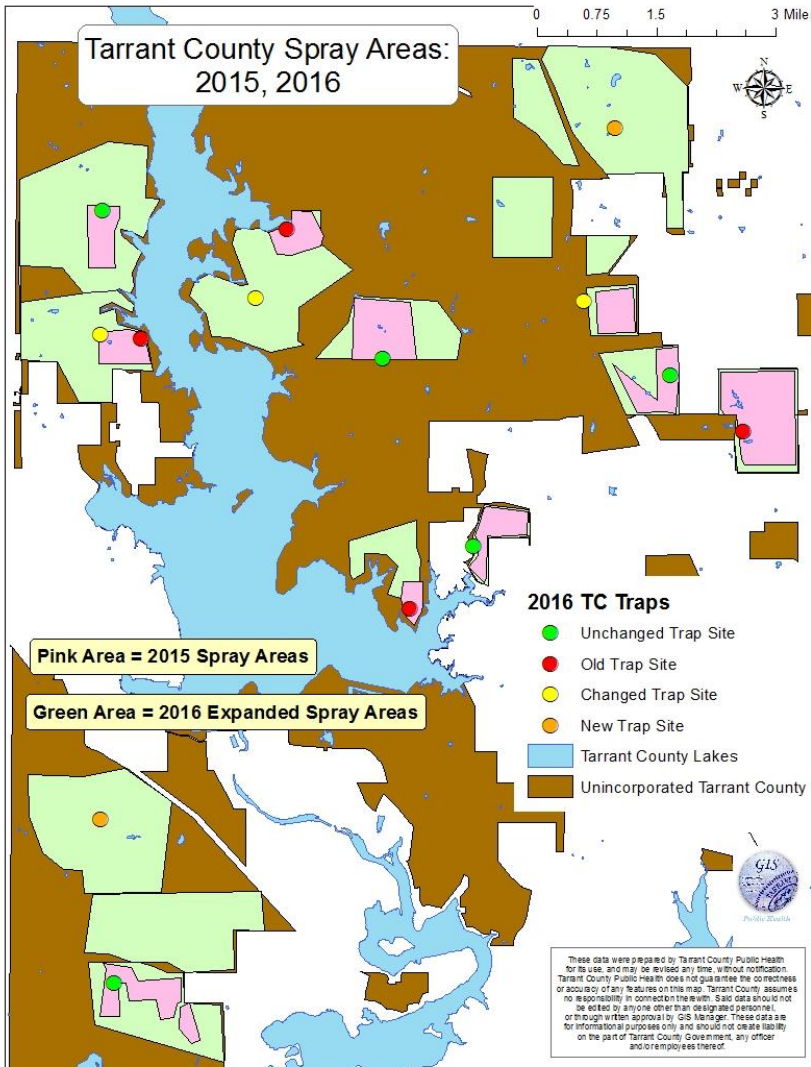 Tarrant County Spray Areas:
2015, 2016
0 0.75 1.5 3 Mile
N
W E
S
2016 TC Traps
Unchanged Trap Site
Old Trap Site
Changed Trap Site
New Trap Site
Tarrant County Lakes
Unincorporated Tarrant County
Pink Area = 2015 Spray Areas
Green Area = 2016 Expanded Spray Areas
GIS
TARRANT
Public Health
These data were prepared by Tarrant County Public Health
for its use, and may be revised any time, without notification.
Tarrant County Public Health does not guarantee the correctness
or accuracy of any features on this map. Tarrant County assumes
no responsibility in connection therewith. Said data should not
be edited by anyone other than designated personnel,
or through written approval by GIS Manager. These data are
for informational purposes only and should not create liability
on the part of Tarrant County Government, any officer
and/or employees thereof.